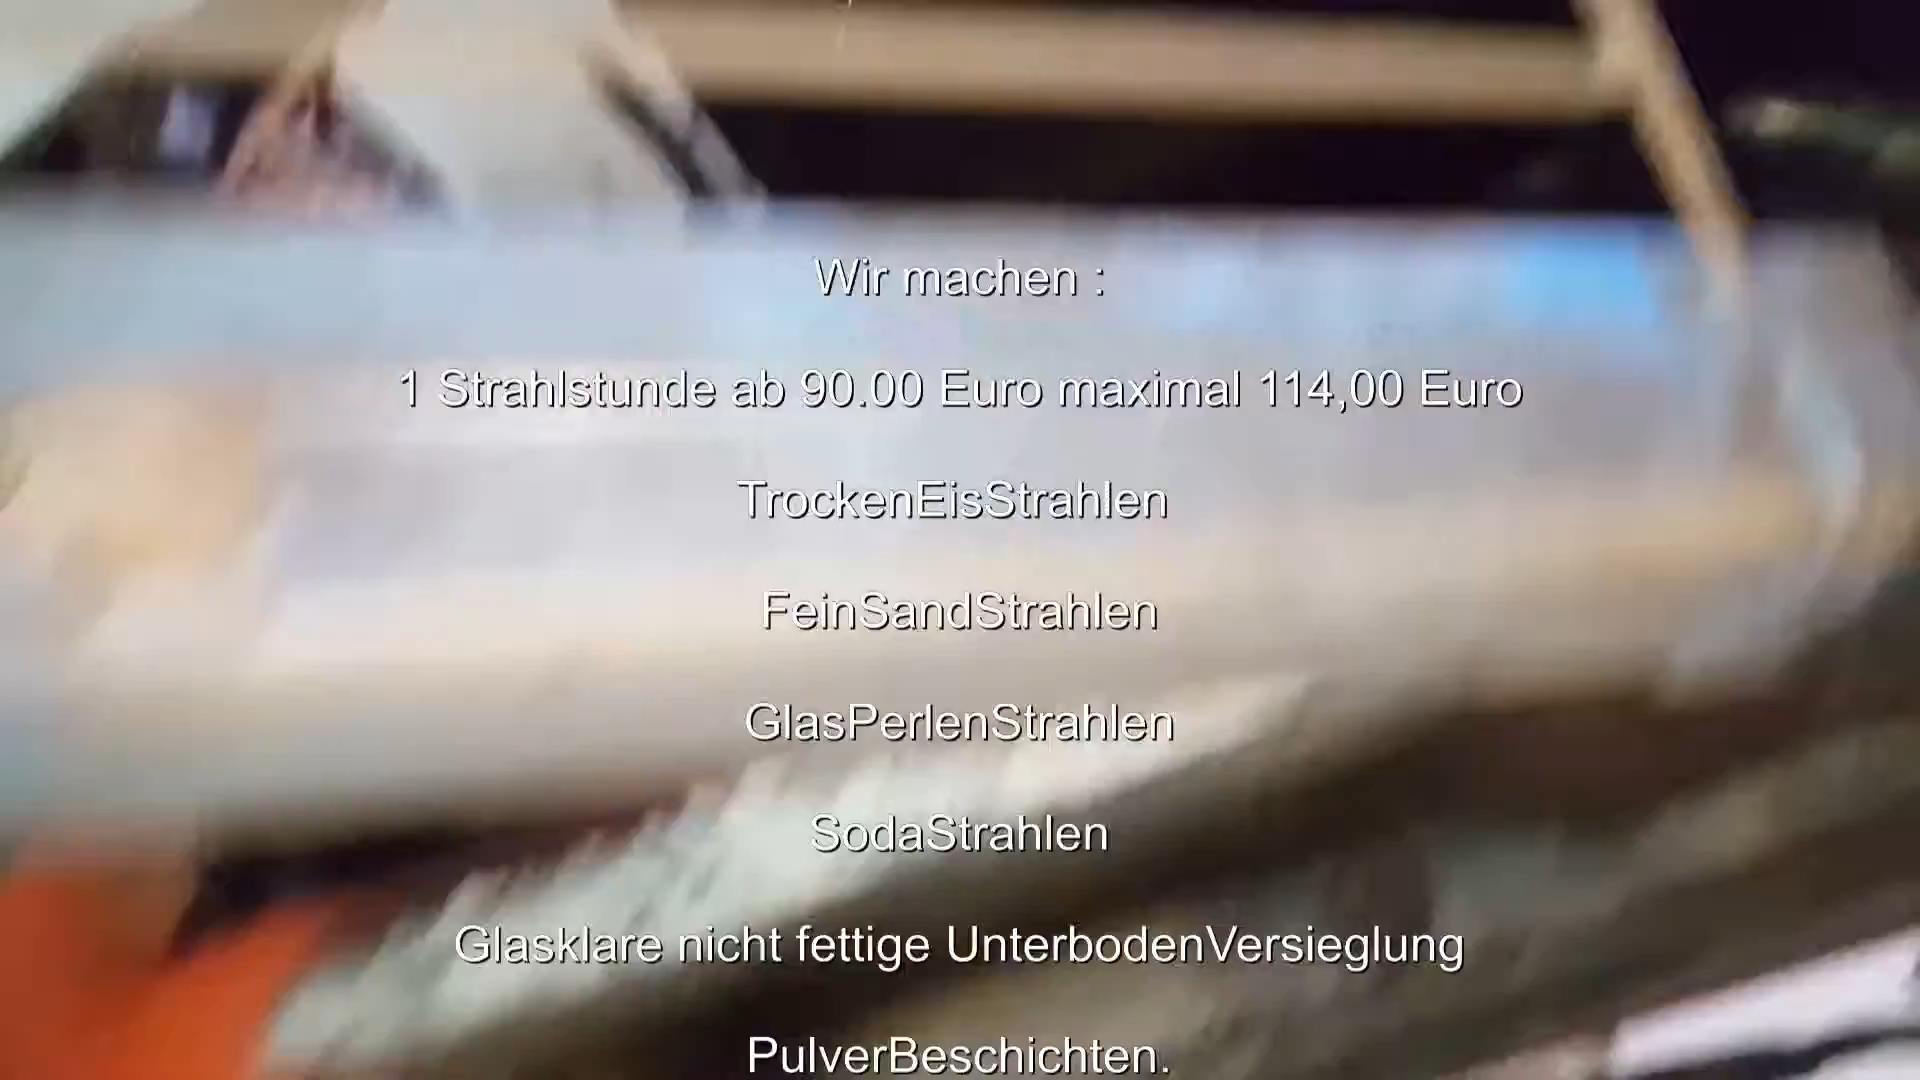 Wir machen :
1 Strahlstunde ab 90.00 Euro maximal 114,00 Euro
TrockenEisStrahlen
FeinSandStrahlen
GlasPerlenStrahlen
SodaStrahlen
Glasklare nicht fettige UnterbodenVersieglung
PulverBeschichten.